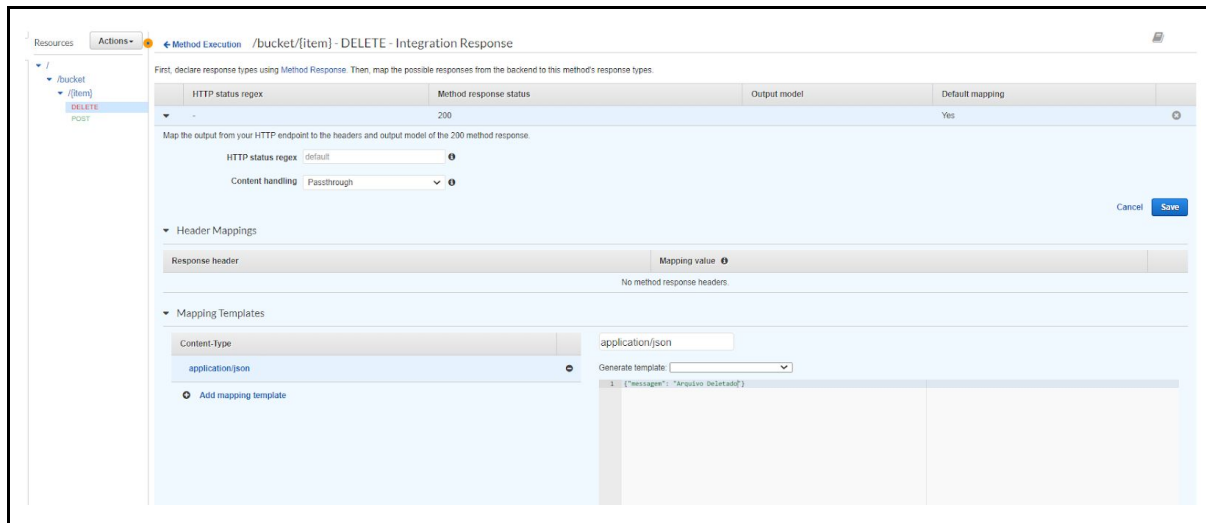 Resources
Actions
Method Execution /bucket/{item} - DELETE - Integration Response
/
/bucket
/{item}
DELETE
POST
First, declare response types using Method Response. Then, map the possible responses from the backend to this method's response types.
HTTP status regex Method response status Output model Default mapping
- 200 Yes
Map the output from your HTTP endpoint to the headers and output model of the 200 method response.
HTTP status regex default
Content handling Passthrough
Cancel Save
Header Mappings
Response header Mapping value
No method response headers.
Mapping Templates
Content-Type
application/json
Add mapping template
application/json
Generate template:
1 {"messagem": "Arquivo Deletado"}